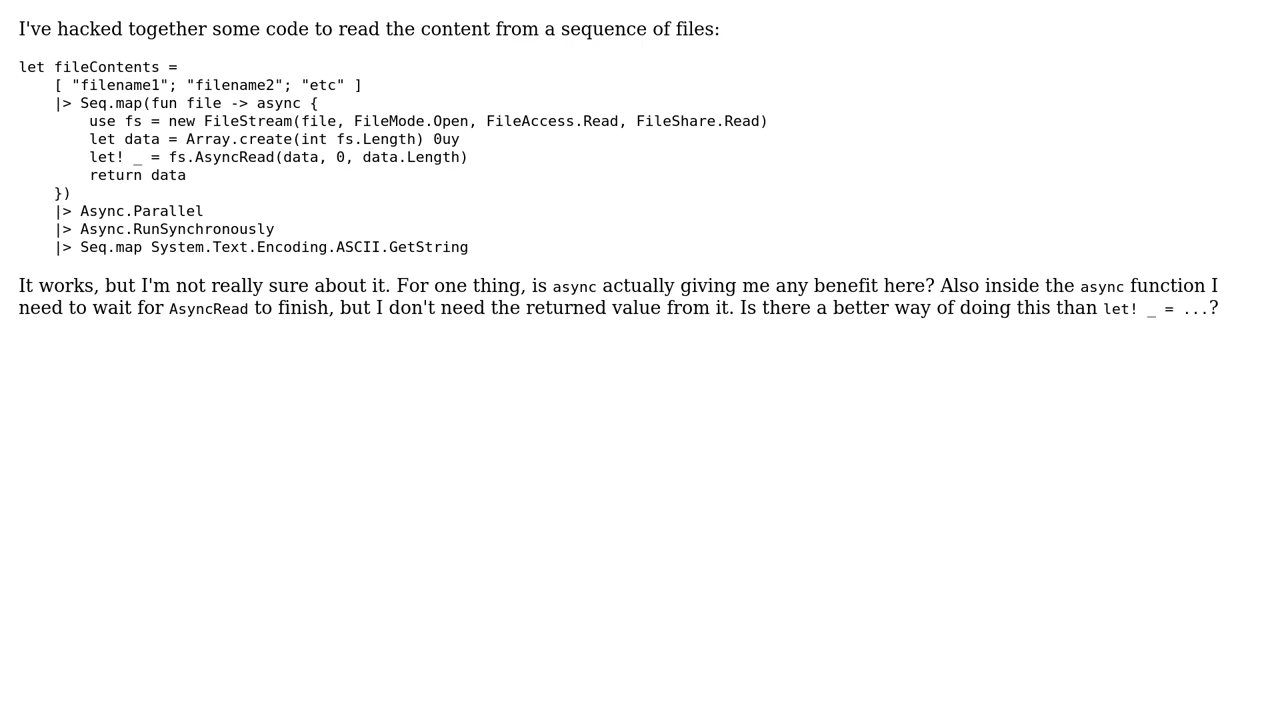 I've hacked together some code to read the content from a sequence of files:
let fileContents =
    [ "filename1"; "filename2"; "etc" ]
    |> Seq.map(fun file -> async {
        use fs = new FileStream(file, FileMode.Open, FileAccess.Read, FileShare.Read)
        let data = Array.create(int fs.Length) 0uy
        let! _ = fs.AsyncRead(data, 0, data.Length)
        return data
    })
    |> Async.Parallel
    |> Async.RunSynchronously
    |> Seq.map System.Text.Encoding.ASCII.GetString
It works, but I'm not really sure about it. For one thing, is async actually giving me any benefit here? Also inside the async function I
need to wait for AsyncRead to finish, but I don't need the returned value from it. Is there a better way of doing this than let! _ = ...?